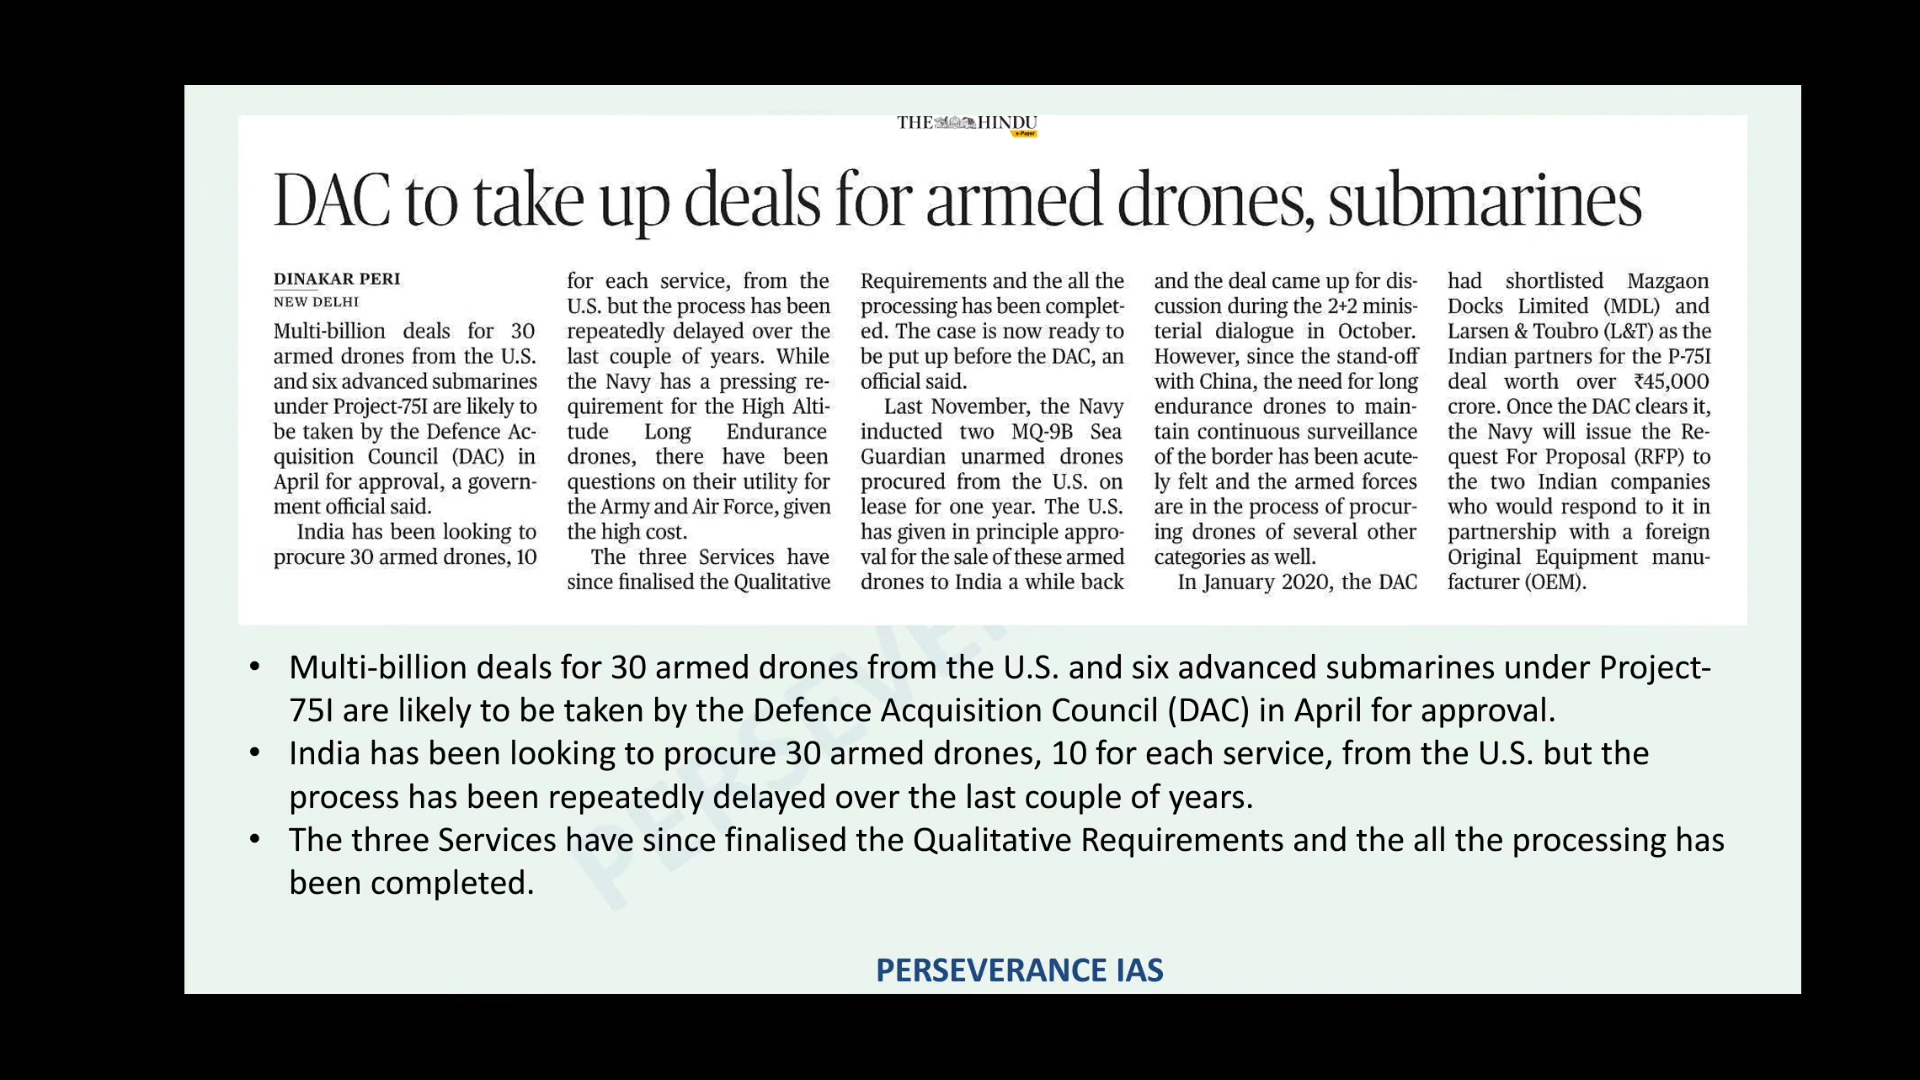 THE HINDU
e-Paper
DAC to take up deals for armed drones, submarines
DINAKAR PERI
NEW DELHI
Multi-billion deals for 30
armed drones from the U.S.
and six advanced submarines
under Project-75I are likely to
be taken by the Defence Ac-
quisition Council (DAC) in
April for approval, a govern-
ment official said.
India has been looking to
procure 30 armed drones, 10
for each service, from the
U.S. but the process has been
repeatedly delayed over the
last couple of years. While
the Navy has a pressing re-
quirement for the High Alti-
tude Long Endurance
drones, there have been
questions on their utility for
the Army and Air Force, given
the high cost.
The three Services have
since finalised the Qualitative
Requirements and the all the
processing has been complet-
ed. The case is now ready to
be put up before the DAC, an
official said.
Last November, the Navy
inducted two MQ-9B Sea
Guardian unarmed drones
procured from the U.S. on
lease for one year. The U.S.
has given in principle appro-
val for the sale of these armed
drones to India a while back
and the deal came up for dis-
cussion during the 2+2 minis-
terial dialogue in October.
However, since the stand-off
with China, the need for long
endurance drones to main-
tain continuous surveillance
of the border has been acute-
ly felt and the armed forces
are in the process of procur-
ing drones of several other
categories as well.
In January 2020, the DAC
had shortlisted Mazgaon
Docks Limited (MDL) and
Larsen & Toubro (L&T) as the
Indian partners for the P-75I
deal worth over ₹45,000
crore. Once the DAC clears it,
the Navy will issue the Re-
quest For Proposal (RFP) to
the two Indian companies
who would respond to it in
partnership with a foreign
Original Equipment manu-
facturer (OEM).
• Multi-billion deals for 30 armed drones from the U.S. and six advanced submarines under Project-
75I are likely to be taken by the Defence Acquisition Council (DAC) in April for approval.
• India has been looking to procure 30 armed drones, 10 for each service, from the U.S. but the
process has been repeatedly delayed over the last couple of years.
• The three Services have since finalised the Qualitative Requirements and the all the processing has
been completed.
PERSEVERANCE IAS